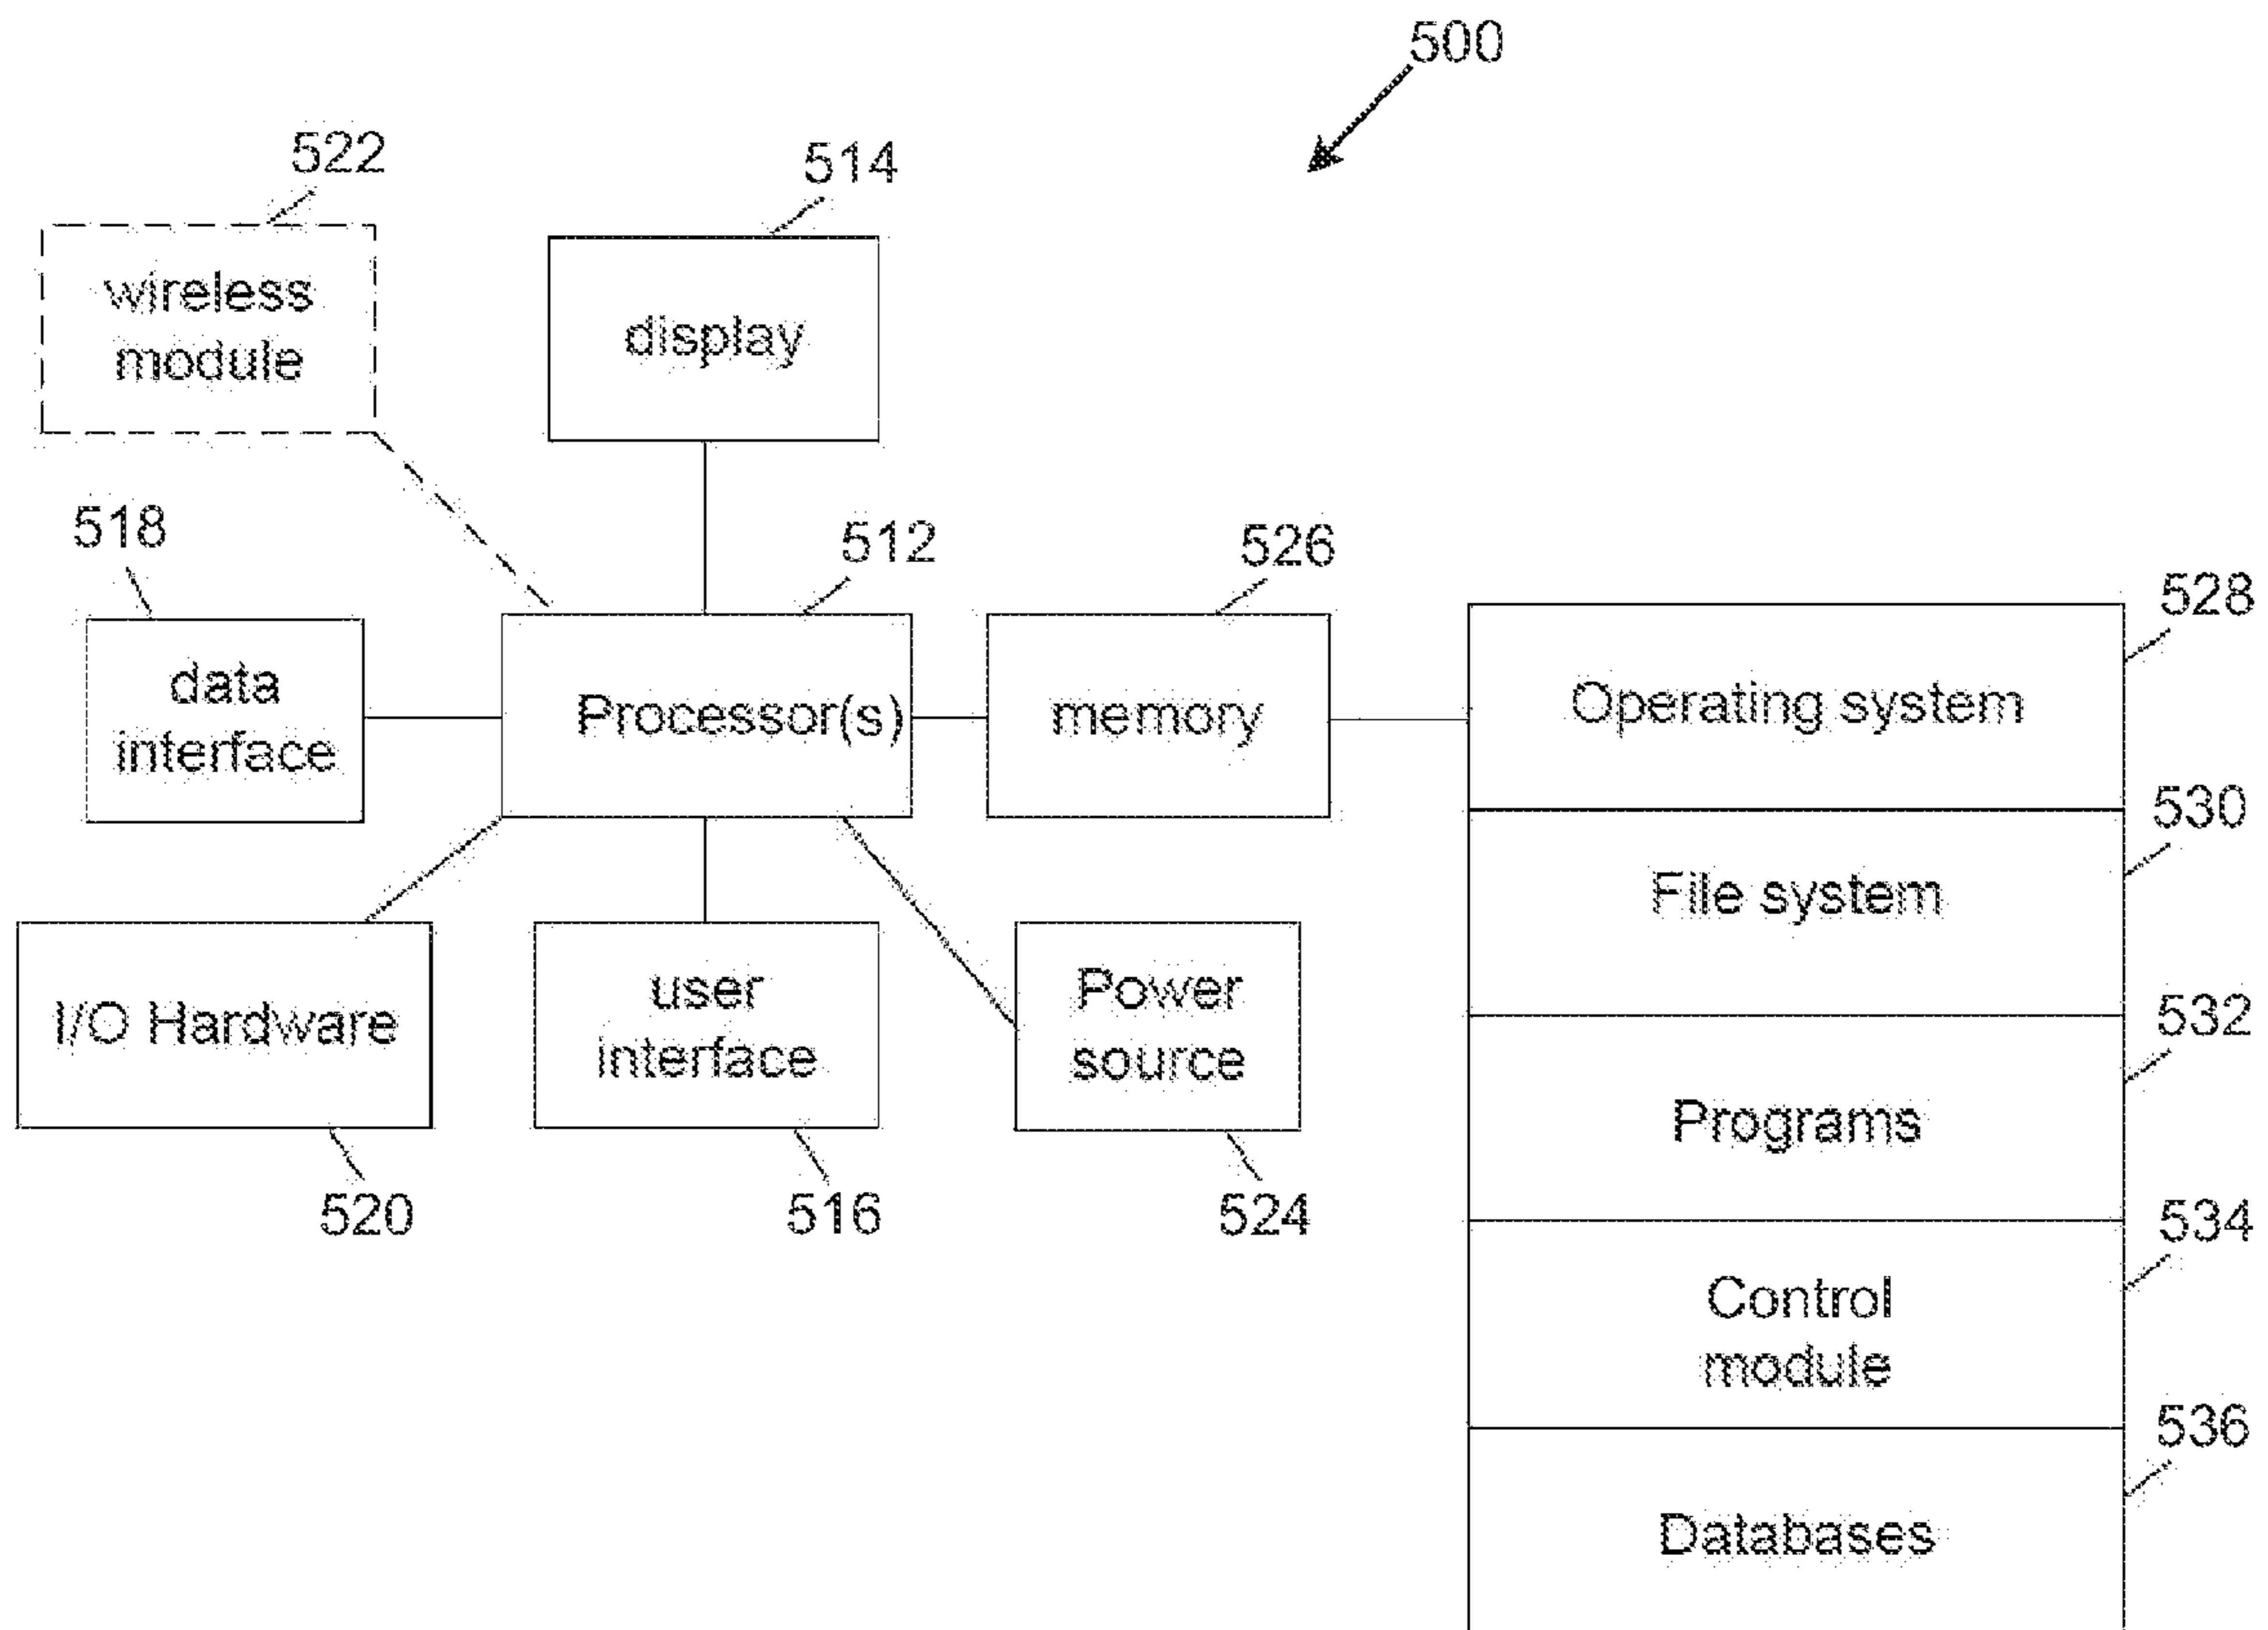 500
522
514
wireless
module
display
518
512
526
528
data
interface
Processor(s)
memory
Operating system
530
File system
I/O Hardware
user
interface
Power
source
532
Programs
520
516
524
534
Control
module
536
Databases